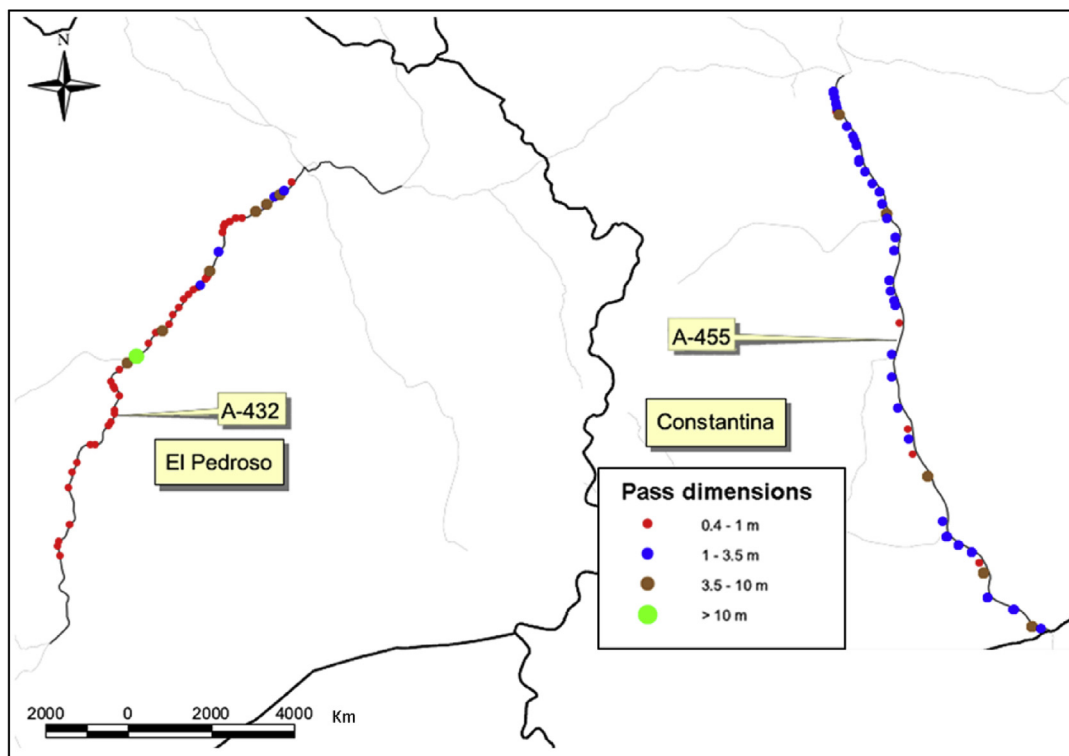 N
A-455
A-432
Constantina
El Pedroso
Pass dimensions
0.4 - 1 m
1 - 3.5 m
3.5 - 10 m
> 10 m
2000 0 2000 4000 Km